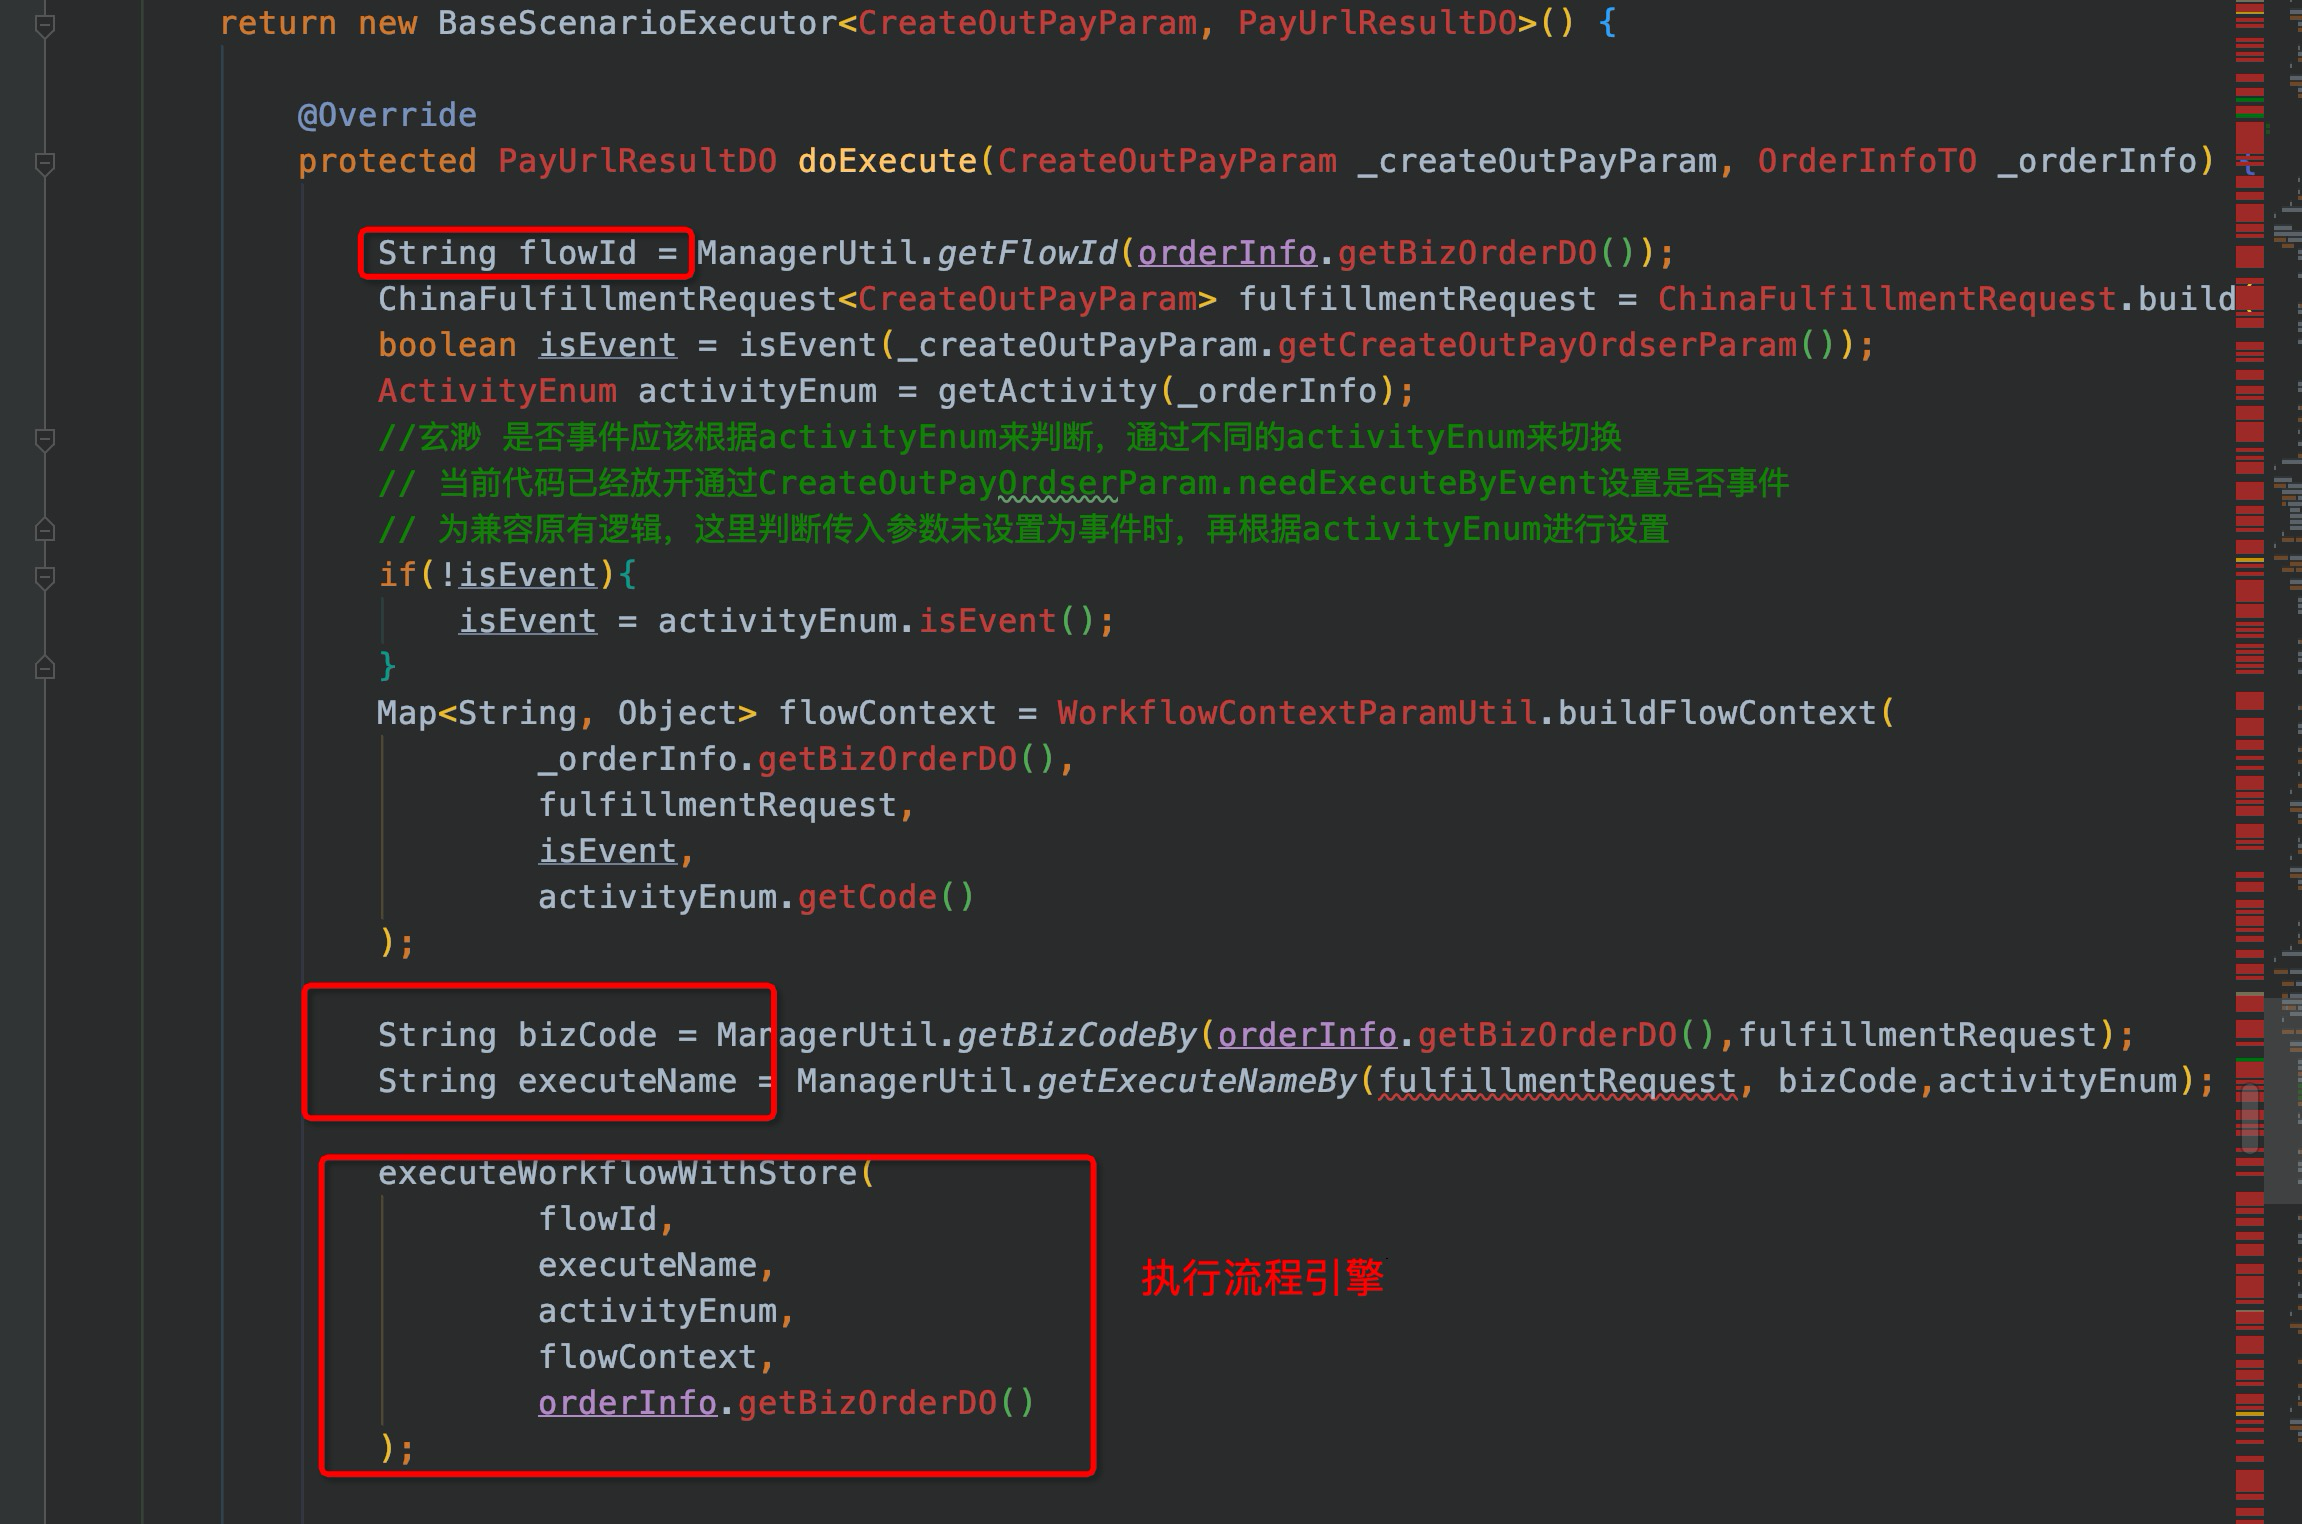 return new BaseScenarioExecutor<CreateOutPayParam, PayUrlResultDO>() {
@Override
protected PayUrlResultDO doExecute(CreateOutPayParam _createOutPayParam, OrderInfoTO _orderInfo) {
String flowId = ManagerUtil.getFlowId(orderInfo.getBizOrderDO());
ChinaFulfillmentRequest<CreateOutPayParam> fulfillmentRequest = ChinaFulfillmentRequest.build(
boolean isEvent = isEvent(_createOutPayParam.getCreateOutPayOrdserParam());
ActivityEnum activityEnum = getActivity(_orderInfo);
//玄渺 是否事件应该根据activityEnum来判断，通过不同的activityEnum来切换
// 当前代码已经放开通过CreateOutPayOrdserParam.needExecuteByEvent设置是否事件
// 为兼容原有逻辑，这里判断传入参数未设置为事件时，再根据activityEnum进行设置
if(!isEvent){
isEvent = activityEnum.isEvent();
}
Map<String, Object> flowContext = WorkflowContextParamUtil.buildFlowContext(
_orderInfo.getBizOrderDO(),
fulfillmentRequest,
isEvent,
activityEnum.getCode()
);
String bizCode = ManagerUtil.getBizCodeBy(orderInfo.getBizOrderDO(),fulfillmentRequest);
String executeName = ManagerUtil.getExecuteNameBy(fulfillmentRequest, bizCode,activityEnum);
executeWorkflowWithStore(
flowId,
executeName,
activityEnum,
flowContext,
orderInfo.getBizOrderDO()
);
执行流程引擎